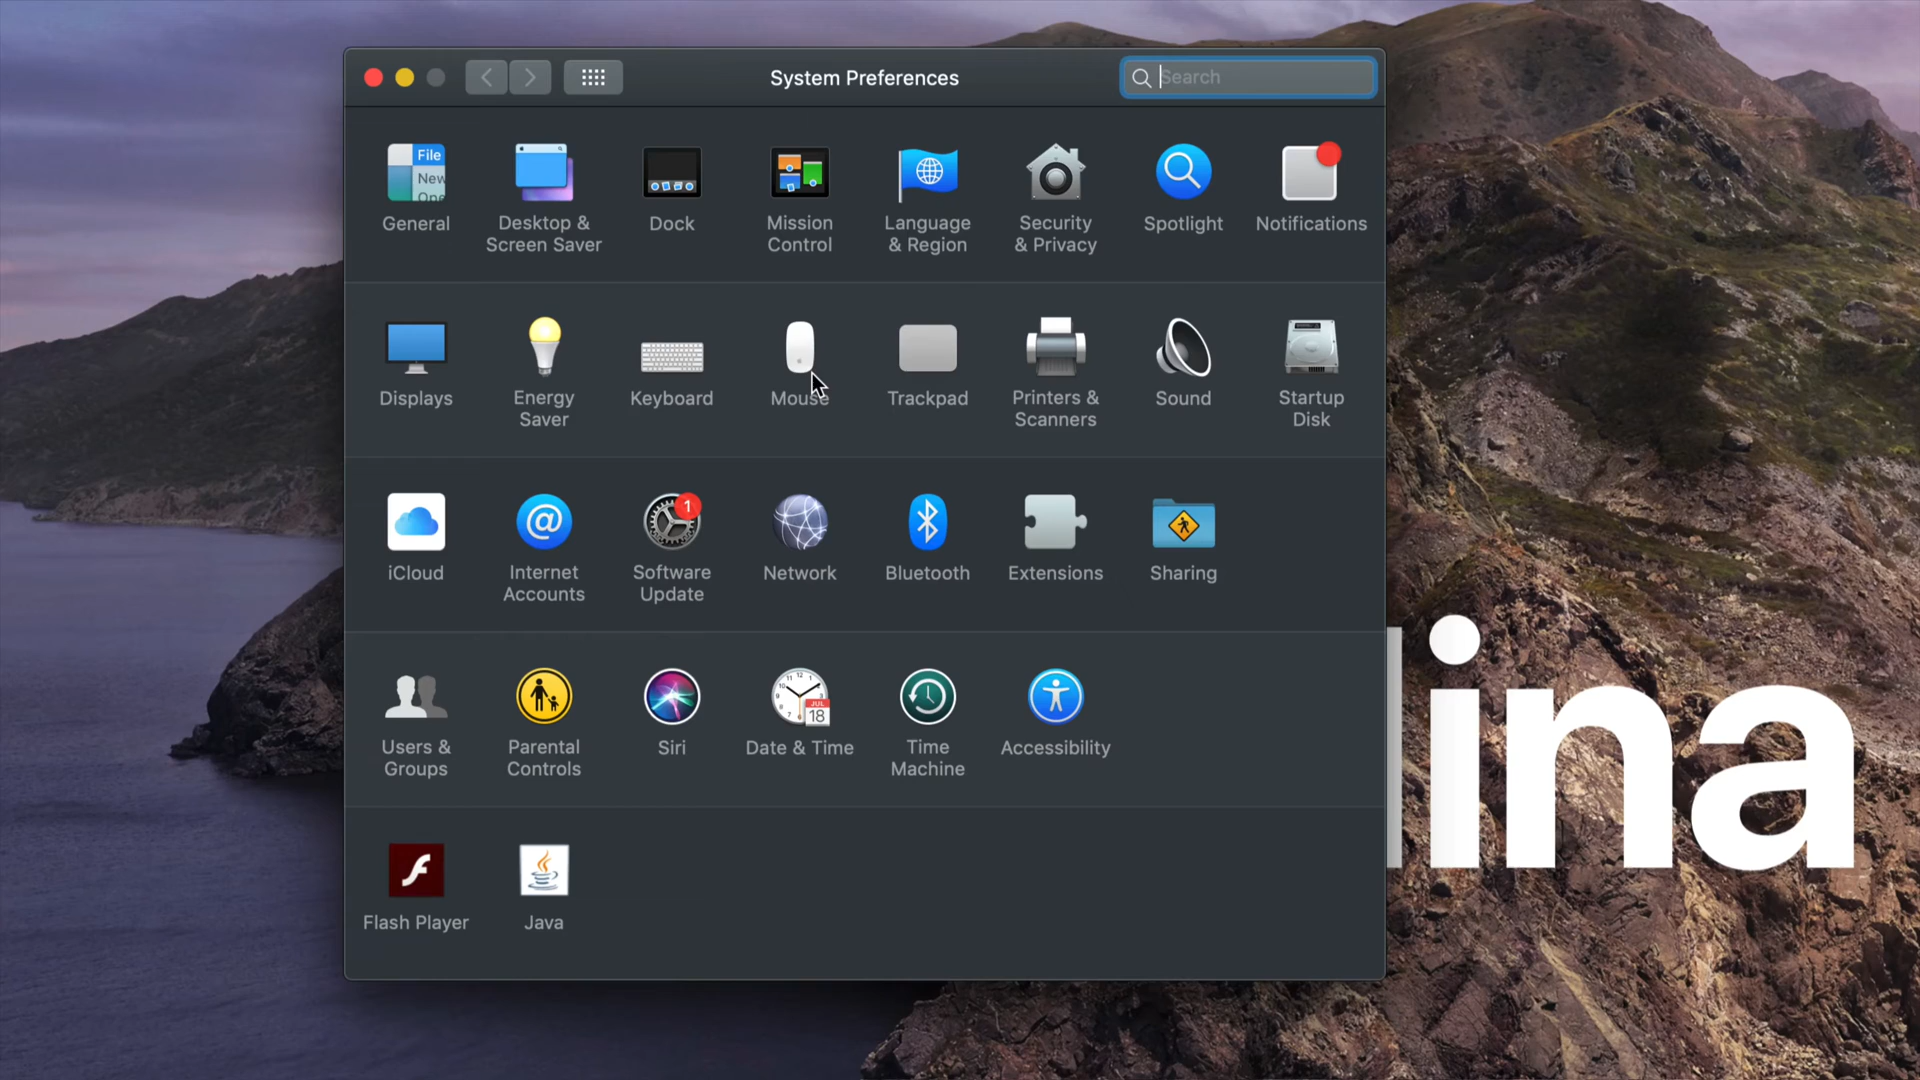 System Preferences
Search
File
New
General
Desktop &
Screen Saver
Dock
Mission
Control
Language
& Region
Security
& Privacy
Spotlight
Notifications
Displays
Energy
Saver
Keyboard
Mouse
Trackpad
Printers &
Scanners
Sound
Startup
Disk
iCloud
@
Internet
Accounts
1
Software
Update
Network
Bluetooth
Extensions
Sharing
Users &
Groups
Parental
Controls
Siri
JUL
18
Date & Time
Time
Machine
Accessibility
lina
Flash Player
Java